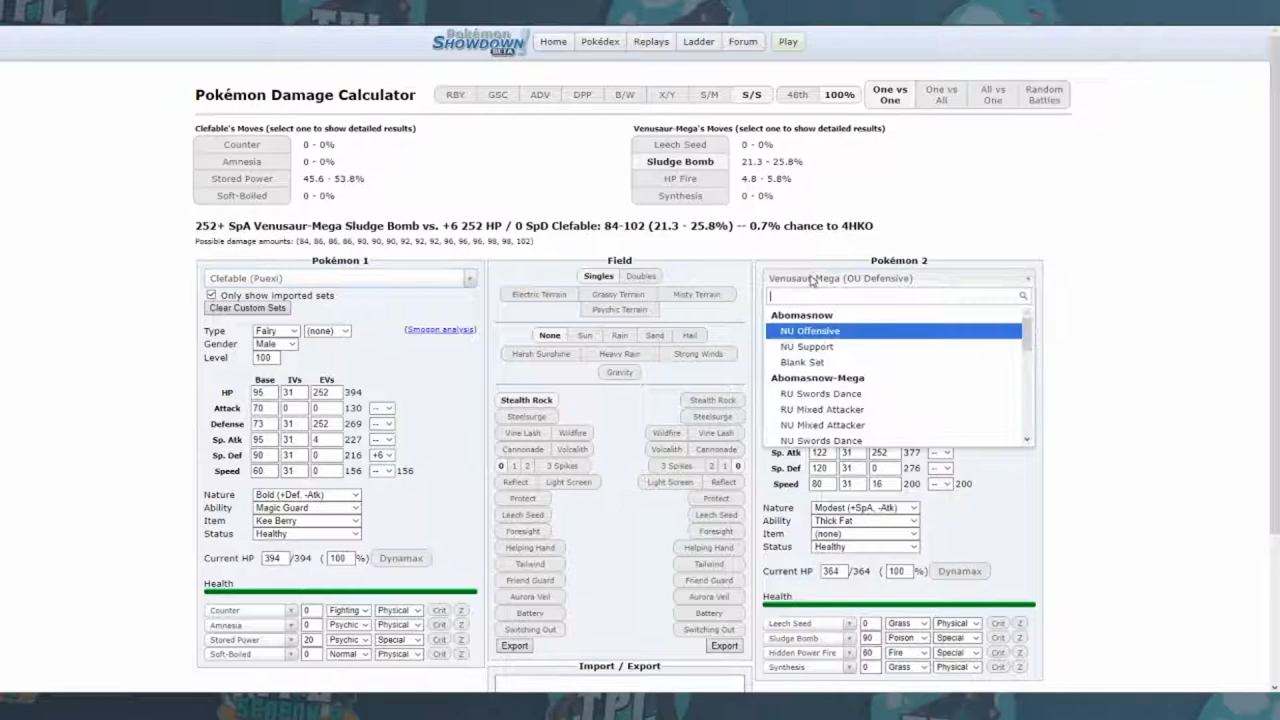 Pokémon
SHOWDOWN
BETA
Home Pokédex Replays Ladder Forum Play
Pokémon Damage Calculator
RBY GSC ADV DPP B/W X/Y S/M S/S 46th 100% One vs One One vs All All vs One Random Battles
Clefable's Moves (select one to show detailed results)
Counter 0 - 0%
Amnesia 0 - 0%
Stored Power 45.6 - 53.8%
Soft-Boiled 0 - 0%
Venusaur-Mega's Moves (select one to show detailed results)
Leech Seed 0 - 0%
Sludge Bomb 21.3 - 25.8%
HP Fire 4.8 - 5.8%
Synthesis 0 - 0%
252+ SpA Venusaur-Mega Sludge Bomb vs. +6 252 HP / 0 SpD Clefable: 84-102 (21.3 - 25.8%) -- 0.7% chance to 4HKO
Possible damage amounts: (84, 86, 86, 86, 90, 90, 90, 92, 92, 92, 96, 96, 96, 98, 98, 102)
Pokémon 1
Clefable (Puexi)
Only show imported sets
Clear Custom Sets
Type Fairy (none) (Smogon analysis)
Gender Male
Level 100
Base IVs EVs
HP 95 31 252 394
Attack 70 0 0 130 --
Defense 73 31 252 269 --
Sp. Atk 95 31 4 227 --
Sp. Def 90 31 0 216 +6
Speed 60 31 0 156 -- 156
Nature Bold (+Def, -Atk)
Ability Magic Guard
Item Kee Berry
Status Healthy
Current HP 394 /394 ( 100 %) Dynamax
Health
Counter 0 Fighting Physical Crit Z
Amnesia 0 Psychic Physical Crit Z
Stored Power 20 Psychic Special Crit Z
Soft-Boiled 0 Normal Physical Crit Z
Field
Singles Doubles
Electric Terrain Grassy Terrain Misty Terrain
Psychic Terrain
None Sun Rain Sand Hail
Harsh Sunshine Heavy Rain Strong Winds
Gravity
Stealth Rock Stealth Rock
Steelsurge Steelsurge
Vine Lash Wildfire Wildfire Vine Lash
Cannonade Volcalith Volcalith Cannonade
0 1 2 3 Spikes 3 Spikes 2 1 0
Reflect Light Screen Light Screen Reflect
Protect Protect
Leech Seed Leech Seed
Foresight Foresight
Helping Hand Helping Hand
Tailwind Tailwind
Friend Guard Friend Guard
Aurora Veil Aurora Veil
Battery Battery
Switching Out Switching Out
Export Export
Import / Export
Pokémon 2
Venusaur-Mega (OU Defensive)
Abomasnow
NU Offensive
NU Support
Blank Set
Abomasnow-Mega
RU Swords Dance
RU Mixed Attacker
RU Mixed Attacker
NU Swords Dance
Sp. Atk 122 31 252 377 --
Sp. Def 120 31 0 276 --
Speed 80 31 16 200 -- 200
Nature Modest (+SpA, -Atk)
Ability Thick Fat
Item (none)
Status Healthy
Current HP 364 /364 ( 100 %) Dynamax
Health
Leech Seed 0 Grass Physical Crit Z
Sludge Bomb 90 Poison Special Crit Z
Hidden Power Fire 60 Fire Special Crit Z
Synthesis 0 Grass Physical Crit Z
TPL
SEASON
TPL
TPL